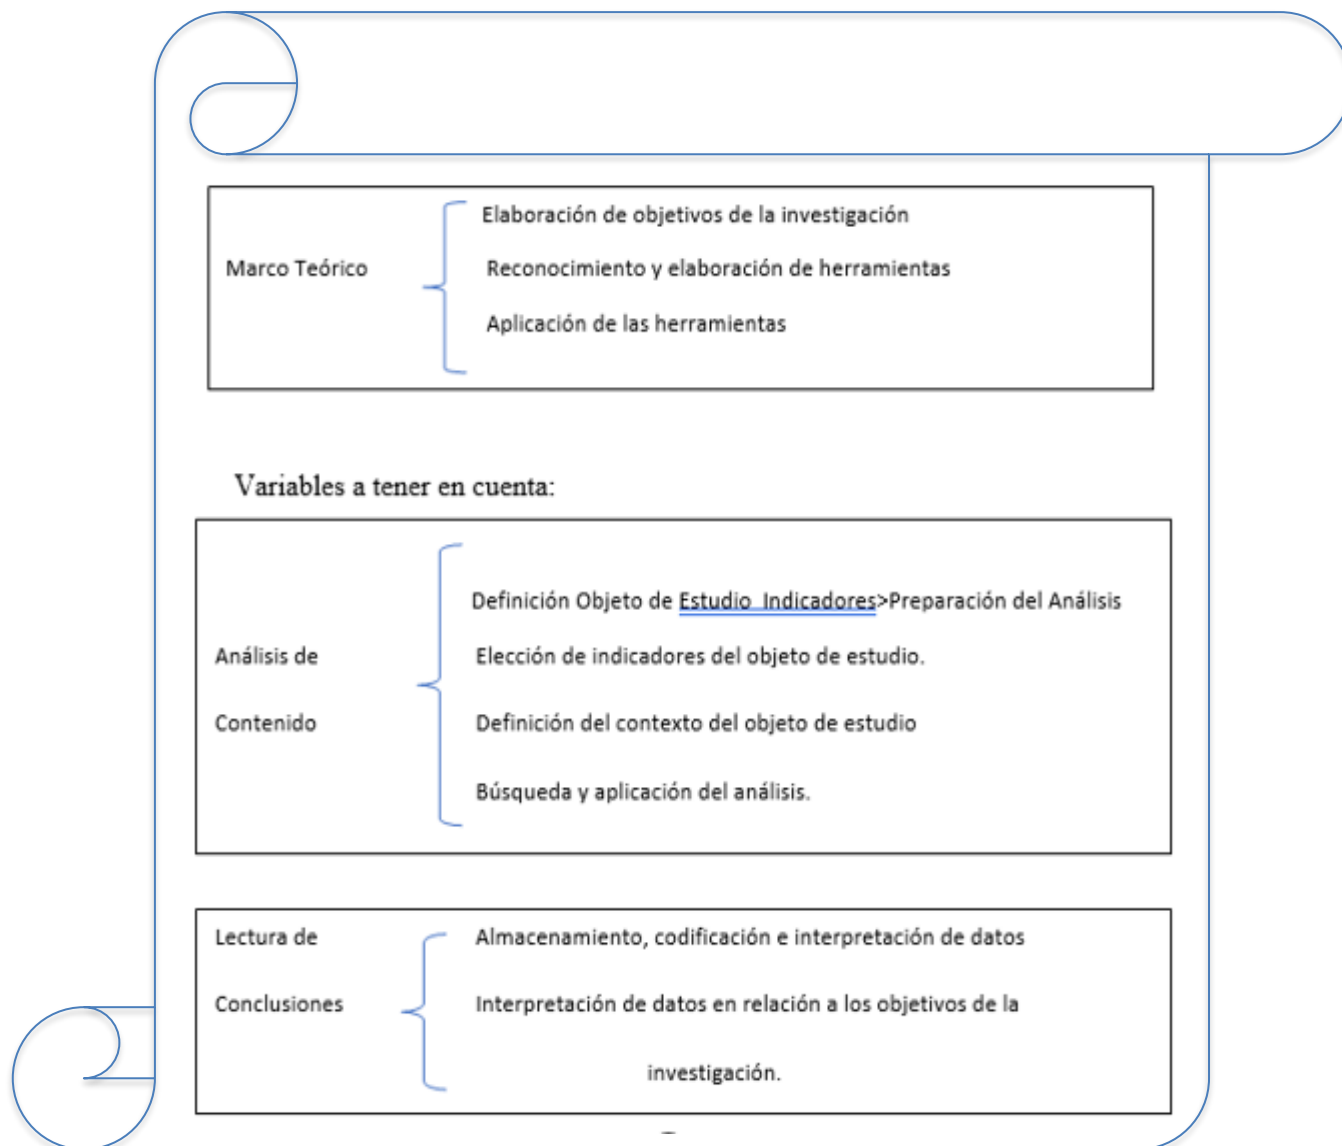 Elaboración de objetivos de la investigación
Marco Teórico Reconocimiento y elaboración de herramientas
Aplicación de las herramientas
Variables a tener en cuenta:
Definición Objeto de Estudio Indicadores>Preparación del Análisis
Análisis de Elección de indicadores del objeto de estudio.
Contenido Definición del contexto del objeto de estudio
Búsqueda y aplicación del análisis.
Lectura de Almacenamiento, codificación e interpretación de datos
Conclusiones Interpretación de datos en relación a los objetivos de la
investigación.